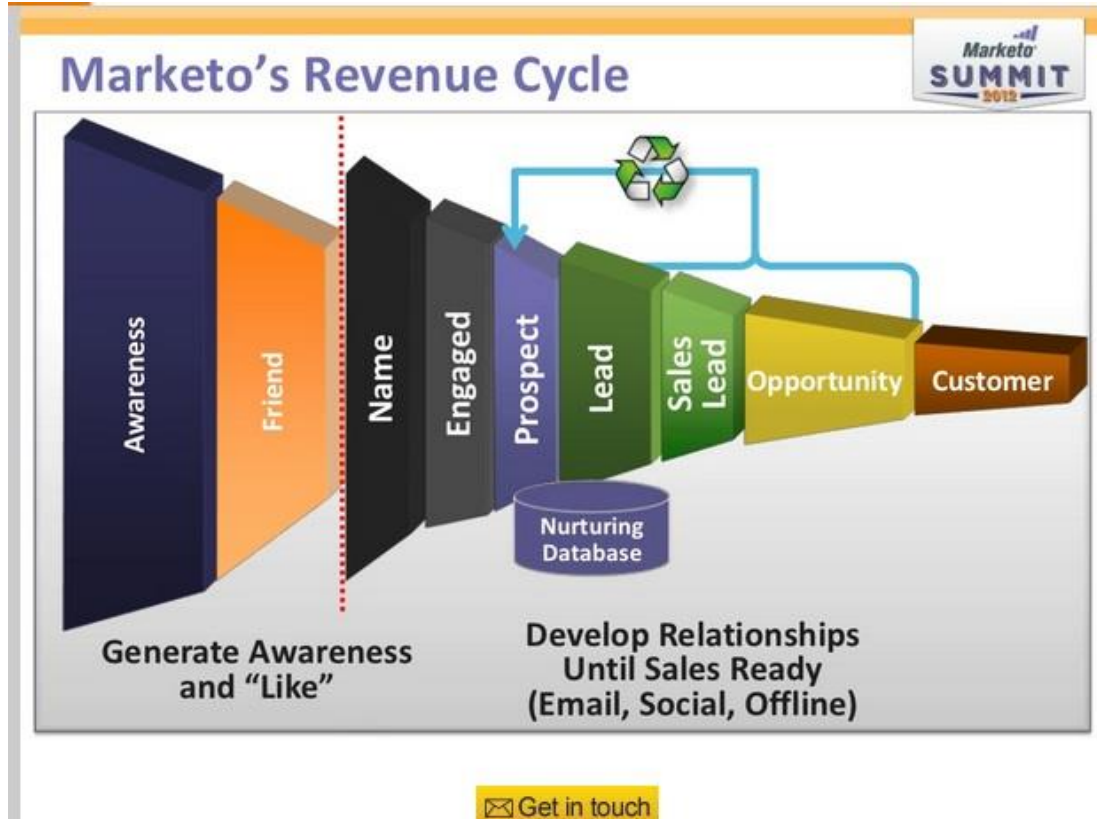 Marketo's Revenue Cycle
Marketo
SUMMIT
2012
Awareness
Friend
Name
Engaged
Prospect
Lead
Sales
Lead
Opportunity
Customer
Nurturing
Database
Generate Awareness
and “Like”
Develop Relationships
Until Sales Ready
(Email, Social, Offline)
Get in touch